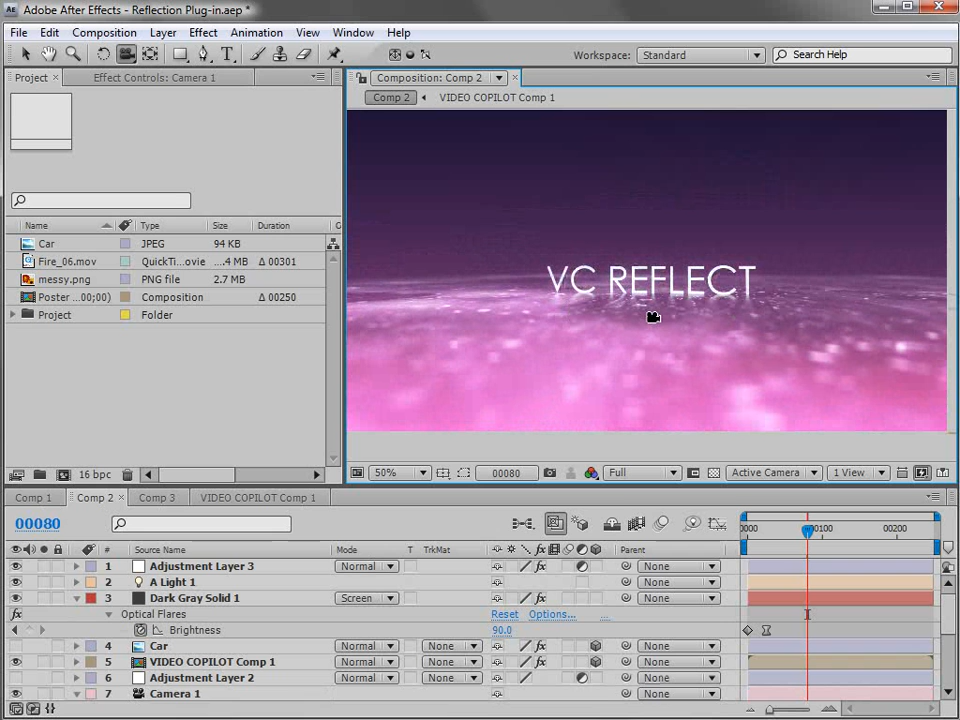 AE Adobe After Effects - Reflection Plug-in.aep *
File Edit Composition Layer Effect Animation View Window Help
Workspace: Standard Search Help
Project Effect Controls: Camera 1 Composition: Comp 2
Comp 2 VIDEO COPILOT Comp 1
Name Type Size Duration
Car JPEG 94 KB
Fire_06.mov QuickTi...ovie ....4 MB Δ 00301
messy.png PNG file 2.7 MB
Poster ...00;00) Composition Δ 00250
Project Folder
VC REFLECT
16 bpc 50% 00080 Full Active Camera 1 View
Comp 1 Comp 2 Comp 3 VIDEO COPILOT Comp 1
00080 0000 00100 00200
# Source Name Mode T TrkMat Parent
1 Adjustment Layer 3 Normal None
2 A Light 1 None
3 Dark Gray Solid 1 Screen None
Optical Flares Reset Options... ...
Brightness 90.0
4 Car Normal None None
5 VIDEO COPILOT Comp 1 Normal None None
6 Adjustment Layer 2 Normal None None
7 Camera 1 None